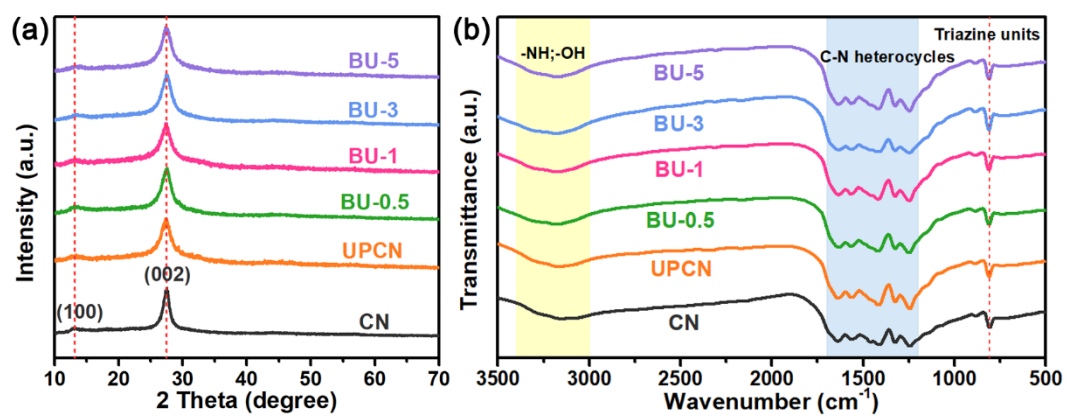 (a)
BU-5
BU-3
BU-1
BU-0.5
UPCN
(002)
(100)
CN
Intensity (a.u.)
10 20 30 40 50 60 70
2 Theta (degree)
(b)
-NH;-OH
C-N heterocycles
Triazine units
BU-5
BU-3
BU-1
BU-0.5
UPCN
CN
Transmittance (a.u.)
3500 3000 2500 2000 1500 1000 500
Wavenumber (cm⁻¹)